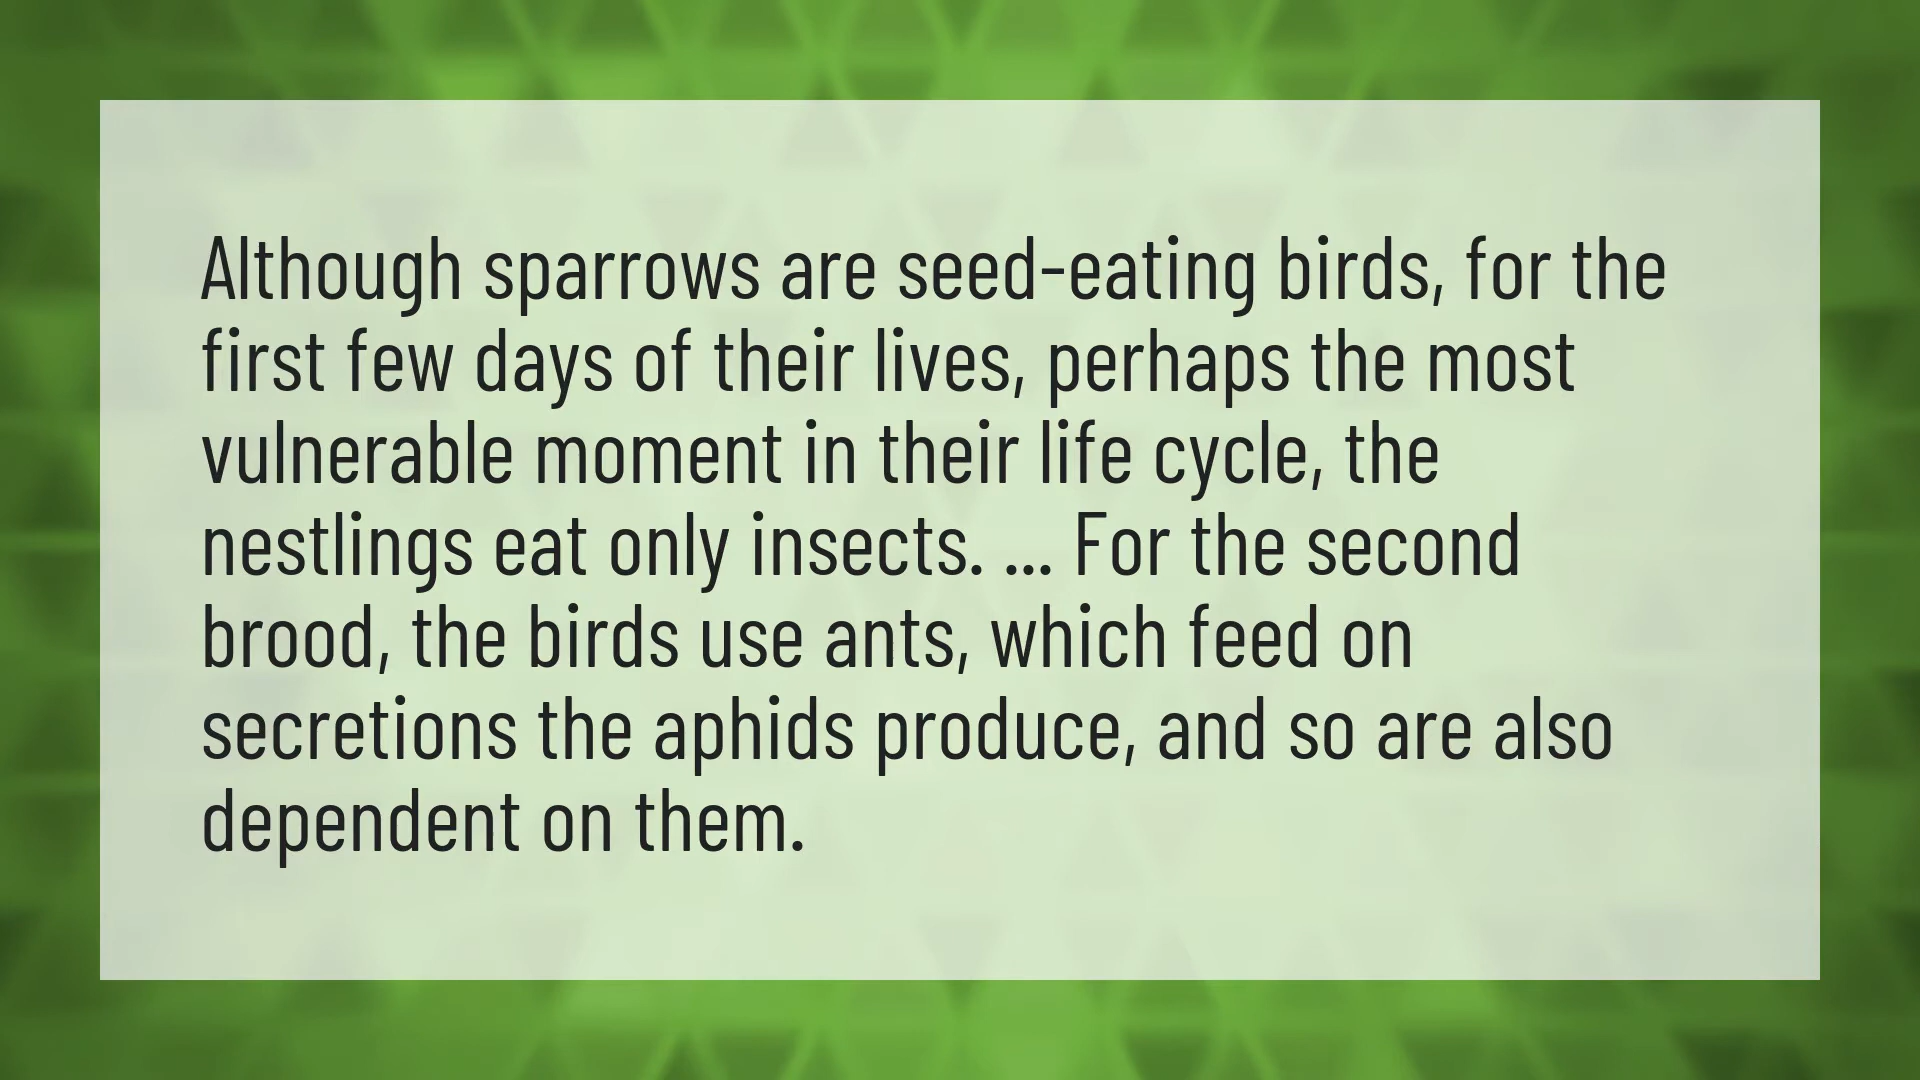 Although sparrows are seed-eating birds, for the
first few days of their lives, perhaps the most
vulnerable moment in their life cycle, the
nestlings eat only insects. ... For the second
brood, the birds use ants, which feed on
secretions the aphids produce, and so are also
dependent on them.